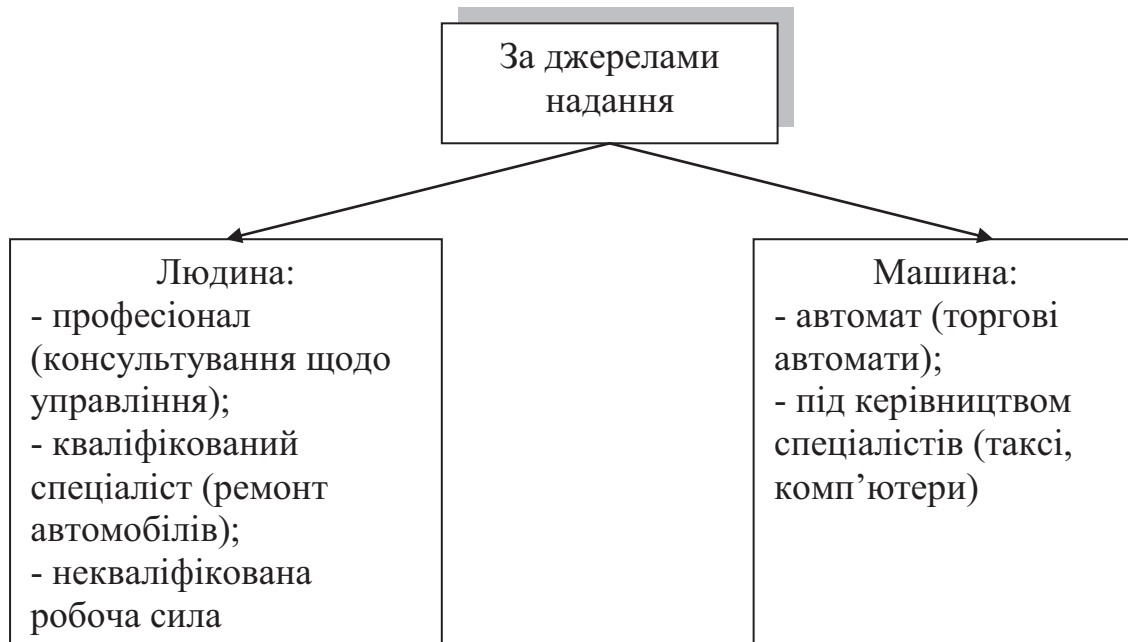 За джерелами
надання
Людина:
- професіонал
(консультування щодо
управління);
- кваліфікований
спеціаліст (ремонт
автомобілів);
- некваліфікована
робоча сила
Машина:
- автомат (торгові
автомати);
- під керівництвом
спеціалістів (таксі,
комп’ютери)